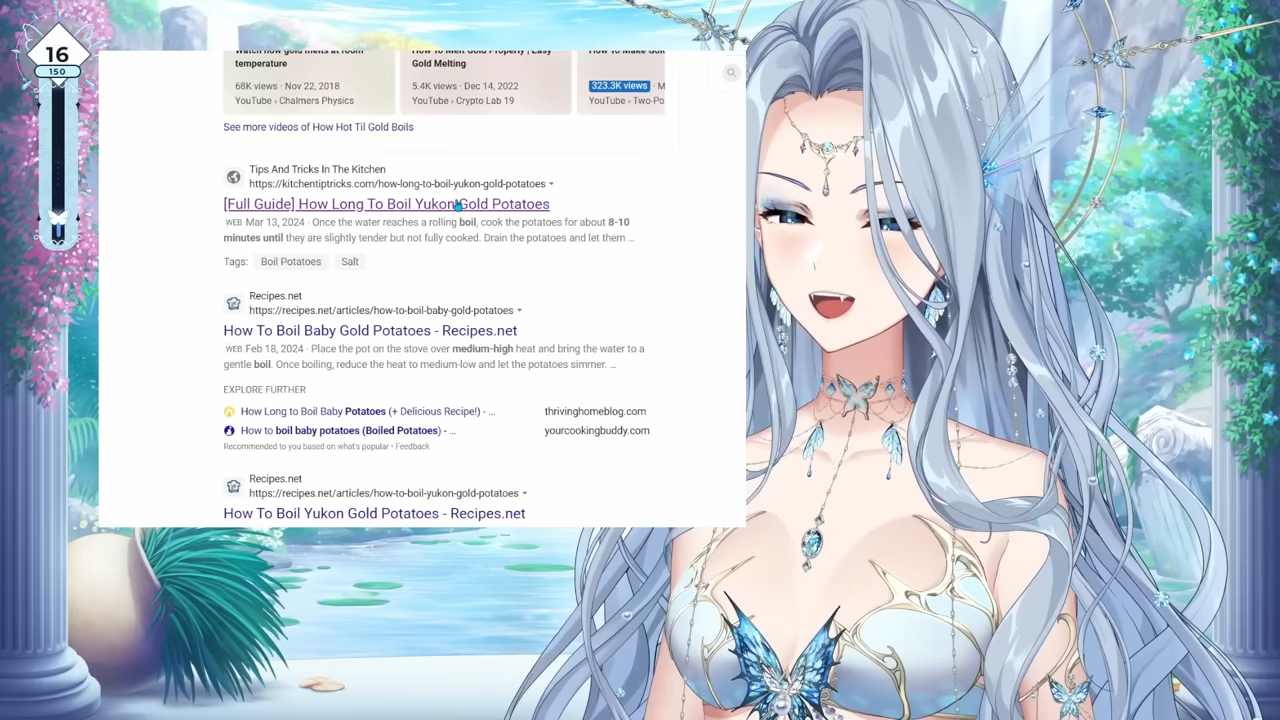 16
150
Watch how gold melts at room
temperature
68K views · Nov 22, 2018
YouTube › Chalmers Physics
How To Melt Gold Properly | Easy
Gold Melting
5.4K views · Dec 14, 2022
YouTube › Crypto Lab 19
How To Make Gol
323.3K views · M
YouTube › Two-Po
See more videos of How Hot Til Gold Boils
Tips And Tricks In The Kitchen
https://kitchentiptricks.com/how-long-to-boil-yukon-gold-potatoes
[Full Guide] How Long To Boil Yukon Gold Potatoes
WEB Mar 13, 2024 · Once the water reaches a rolling boil, cook the potatoes for about 8-10
minutes until they are slightly tender but not fully cooked. Drain the potatoes and let them ...
Tags: Boil Potatoes Salt
Recipes.net
https://recipes.net/articles/how-to-boil-baby-gold-potatoes
How To Boil Baby Gold Potatoes - Recipes.net
WEB Feb 18, 2024 · Place the pot on the stove over medium-high heat and bring the water to a
gentle boil. Once boiling, reduce the heat to medium-low and let the potatoes simmer. ...
EXPLORE FURTHER
How Long to Boil Baby Potatoes (+ Delicious Recipe!) - ... thrivinghomeblog.com
How to boil baby potatoes (Boiled Potatoes) - ... yourcookingbuddy.com
Recommended to you based on what's popular • Feedback
Recipes.net
https://recipes.net/articles/how-to-boil-yukon-gold-potatoes
How To Boil Yukon Gold Potatoes - Recipes.net